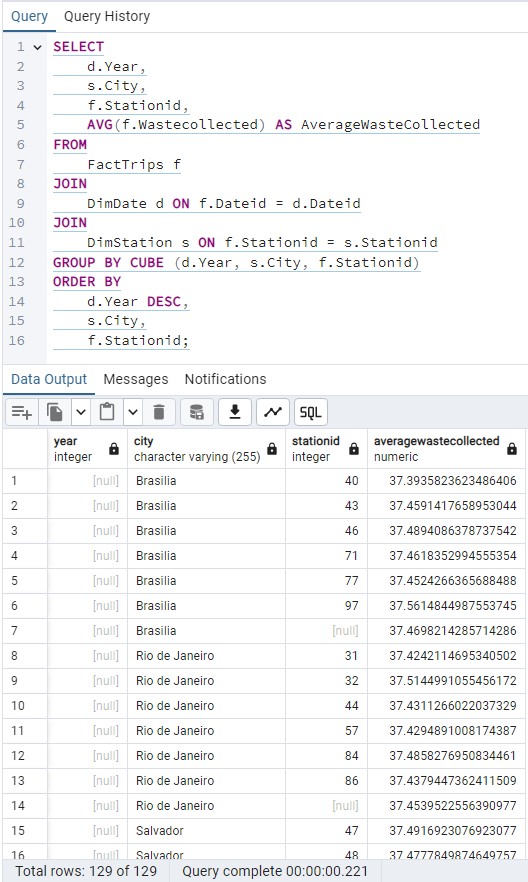 Query Query History
1 SELECT
2 d.Year,
3 s.City,
4 f.Stationid,
5 AVG(f.Wastecollected) AS AverageWasteCollected
6 FROM
7 FactTrips f
8 JOIN
9 DimDate d ON f.Dateid = d.Dateid
10 JOIN
11 DimStation s ON f.Stationid = s.Stationid
12 GROUP BY CUBE (d.Year, s.City, f.Stationid)
13 ORDER BY
14 d.Year DESC,
15 s.City,
16 f.Stationid;
Data Output Messages Notifications
SQL
year city stationid averagewastecollected
integer character varying (255) integer numeric
1 [null] Brasilia 40 37.3935823623486406
2 [null] Brasilia 43 37.4591417658953044
3 [null] Brasilia 46 37.4894086378737542
4 [null] Brasilia 71 37.4618352994555354
5 [null] Brasilia 77 37.4524266365688488
6 [null] Brasilia 97 37.5614844987553745
7 [null] Brasilia [null] 37.4698214285714286
8 [null] Rio de Janeiro 31 37.4242114695340502
9 [null] Rio de Janeiro 32 37.5144991055456172
10 [null] Rio de Janeiro 44 37.4311266022037329
11 [null] Rio de Janeiro 57 37.4294891008174387
12 [null] Rio de Janeiro 84 37.4858276950834461
13 [null] Rio de Janeiro 86 37.4379447362411509
14 [null] Rio de Janeiro [null] 37.4539522556390977
15 [null] Salvador 47 37.4916923076923077
16 [null] Salvador 48 37.4777849874649757
Total rows: 129 of 129 Query complete 00:00:00.221